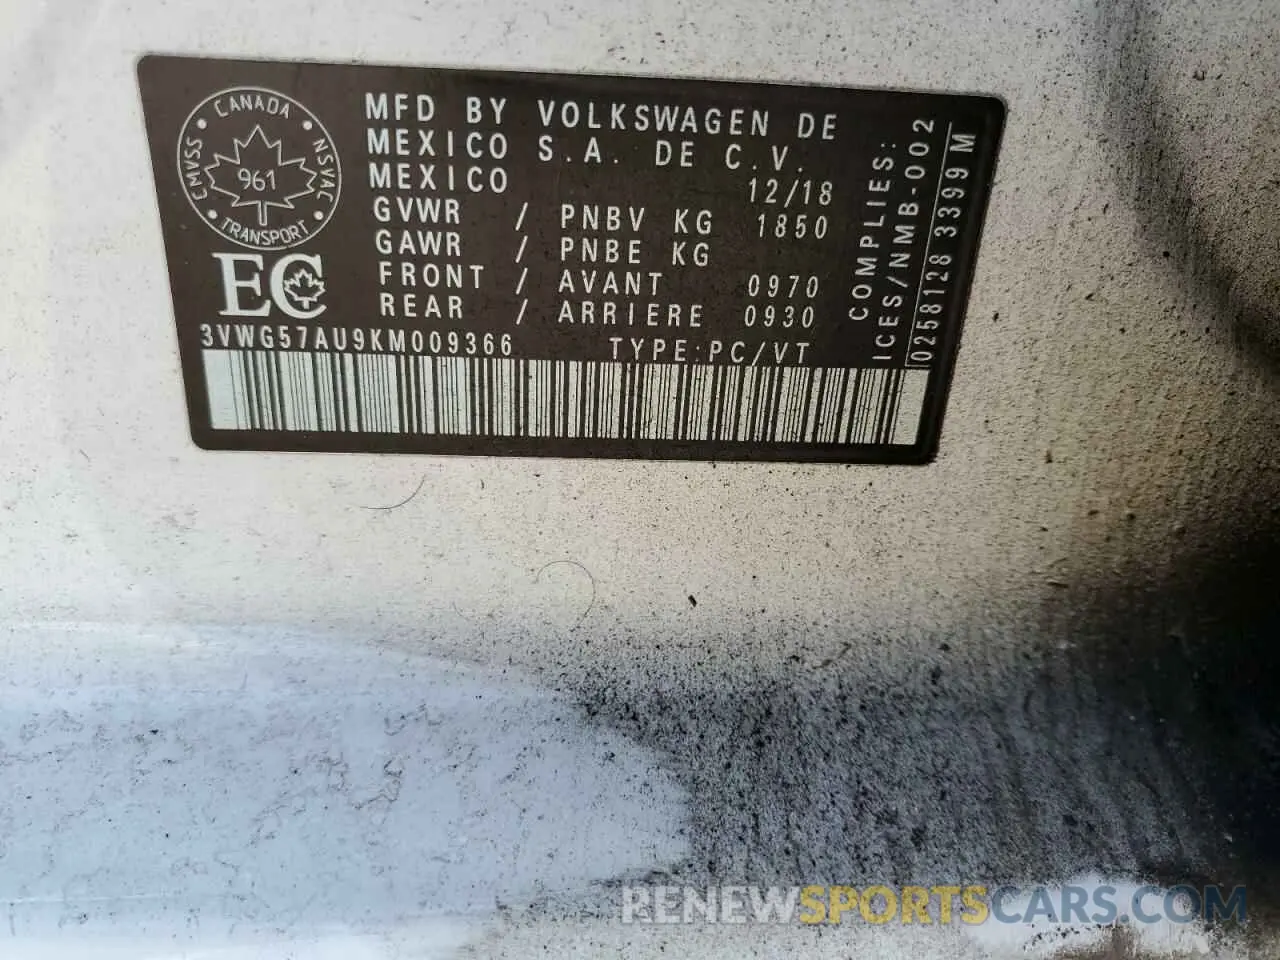 CANADA
CMVSS NSVAC
961
TRANSPORT
EC
MFD BY VOLKSWAGEN DE
MEXICO S.A. DE C.V.
MEXICO 12/18
GVWR / PNBV KG 1850
GAWR / PNBE KG
FRONT / AVANT 0970
REAR / ARRIERE 0930
3VWG57AU9KM009366 TYPE:PC/VT
COMPLIES:
ICES/NMB-002
0258128 3399 M
RENEWSPORTSCARS.COM